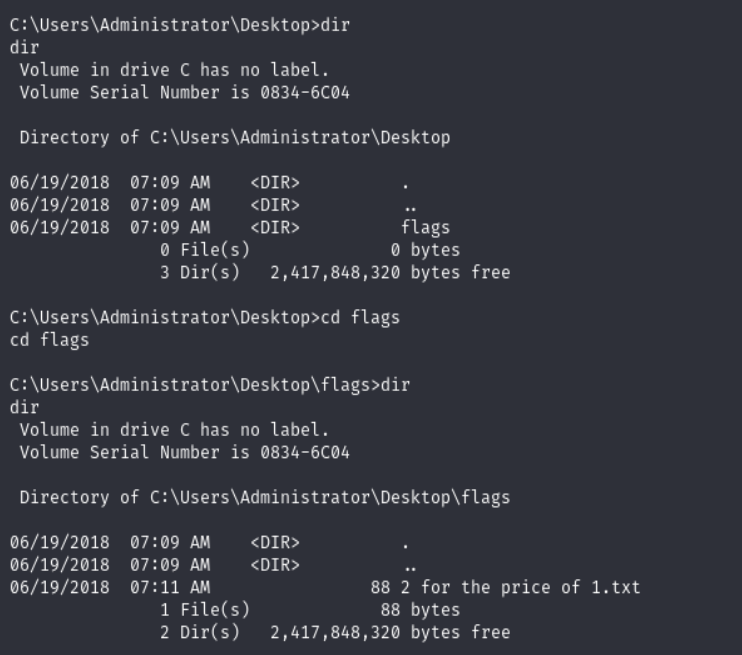 C:\Users\Administrator\Desktop>dir
dir
 Volume in drive C has no label.
 Volume Serial Number is 0834-6C04

 Directory of C:\Users\Administrator\Desktop

06/19/2018  07:09 AM    <DIR>          .
06/19/2018  07:09 AM    <DIR>          ..
06/19/2018  07:09 AM    <DIR>          flags
               0 File(s)              0 bytes
               3 Dir(s)   2,417,848,320 bytes free

C:\Users\Administrator\Desktop>cd flags
cd flags

C:\Users\Administrator\Desktop\flags>dir
dir
 Volume in drive C has no label.
 Volume Serial Number is 0834-6C04

 Directory of C:\Users\Administrator\Desktop\flags

06/19/2018  07:09 AM    <DIR>          .
06/19/2018  07:09 AM    <DIR>          ..
06/19/2018  07:11 AM                88 2 for the price of 1.txt
               1 File(s)             88 bytes
               2 Dir(s)   2,417,848,320 bytes free